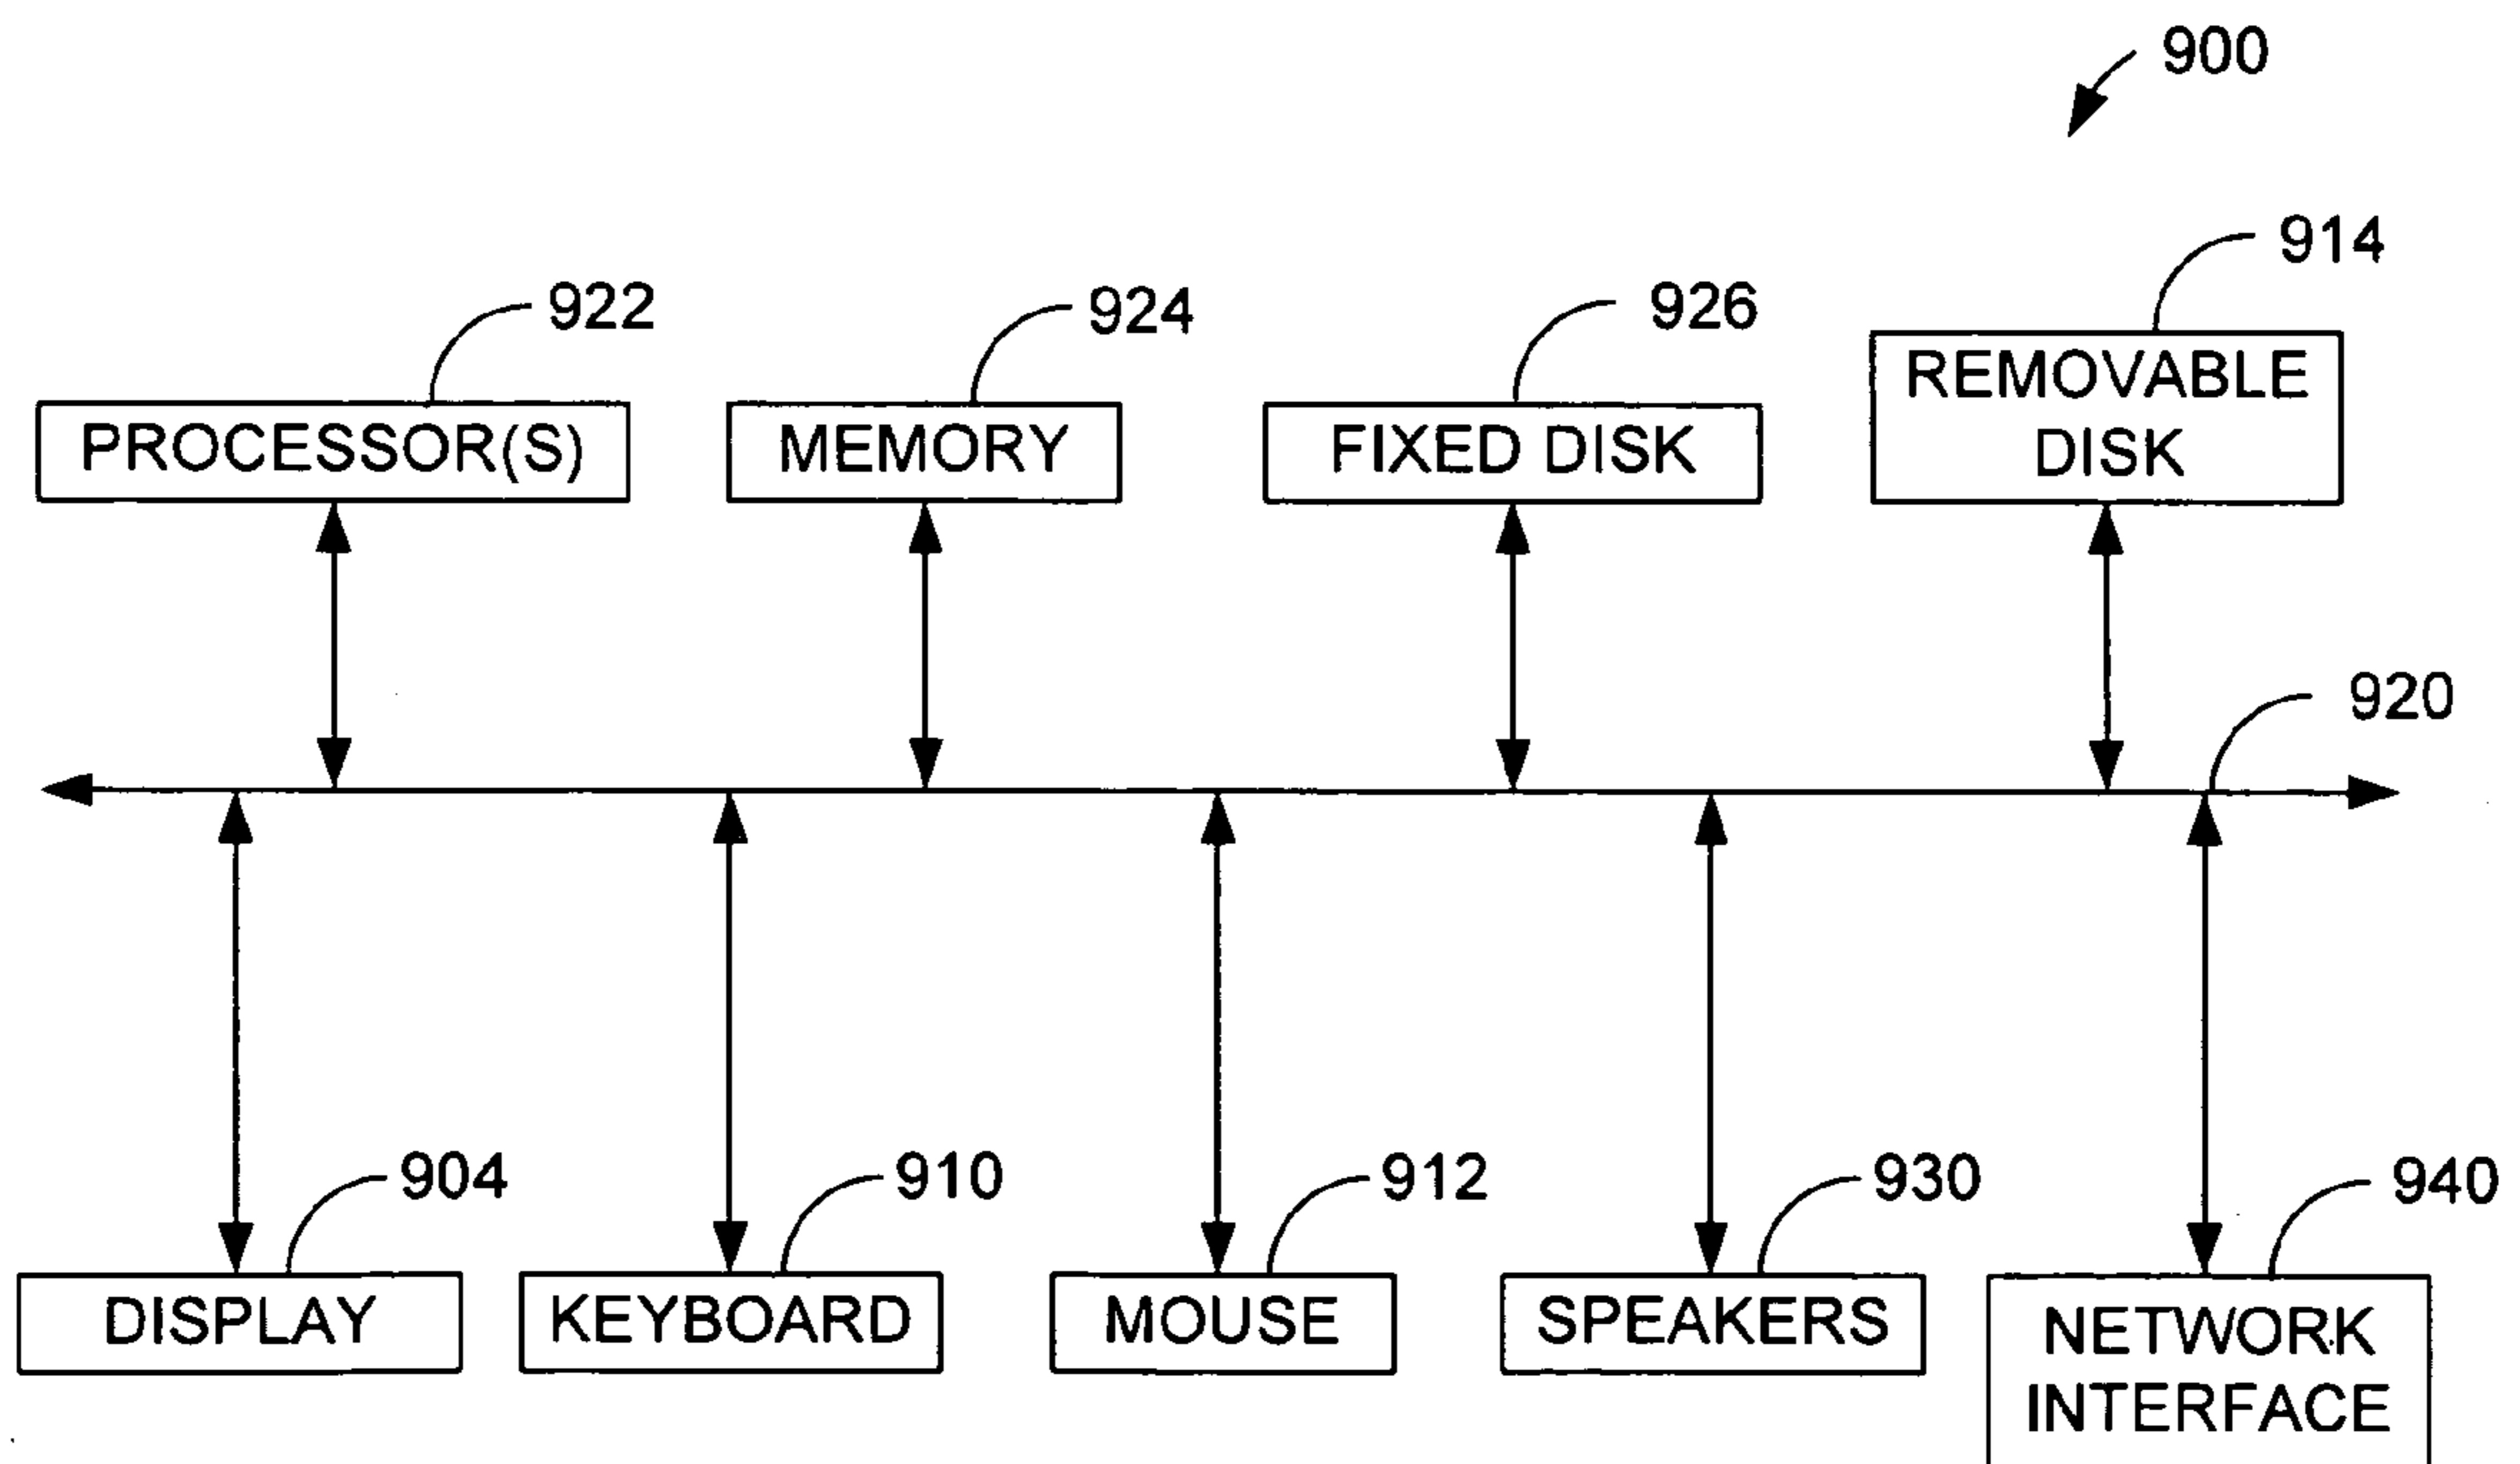 900
914
922
924
926
REMOVABLE
DISK
PROCESSOR(S)
MEMORY
FIXED DISK
920
904
910
912
930
940
DISPLAY
KEYBOARD
MOUSE
SPEAKERS
NETWORK
INTERFACE